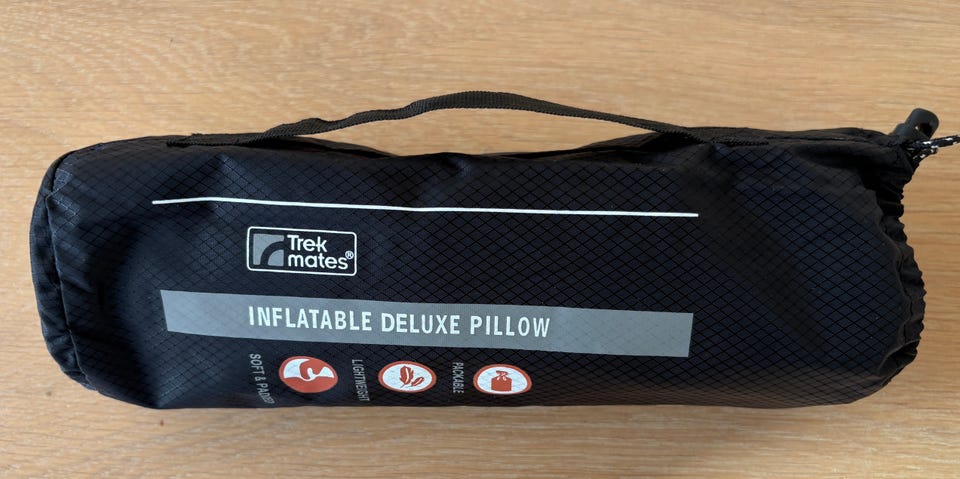 Trek
mates®
INFLATABLE DELUXE PILLOW
SOFT & PADDED
LIGHTWEIGHT
PACKABLE